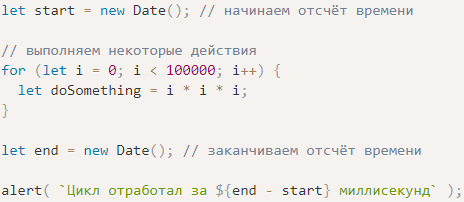 let start = new Date(); // начинаем отсчёт времени
// выполняем некоторые действия
for (let i = 0; i < 100000; i++) {
let doSomething = i * i * i;
}
let end = new Date(); // заканчиваем отсчёт времени
alert( `Цикл отработал за ${end - start} миллисекунд` );